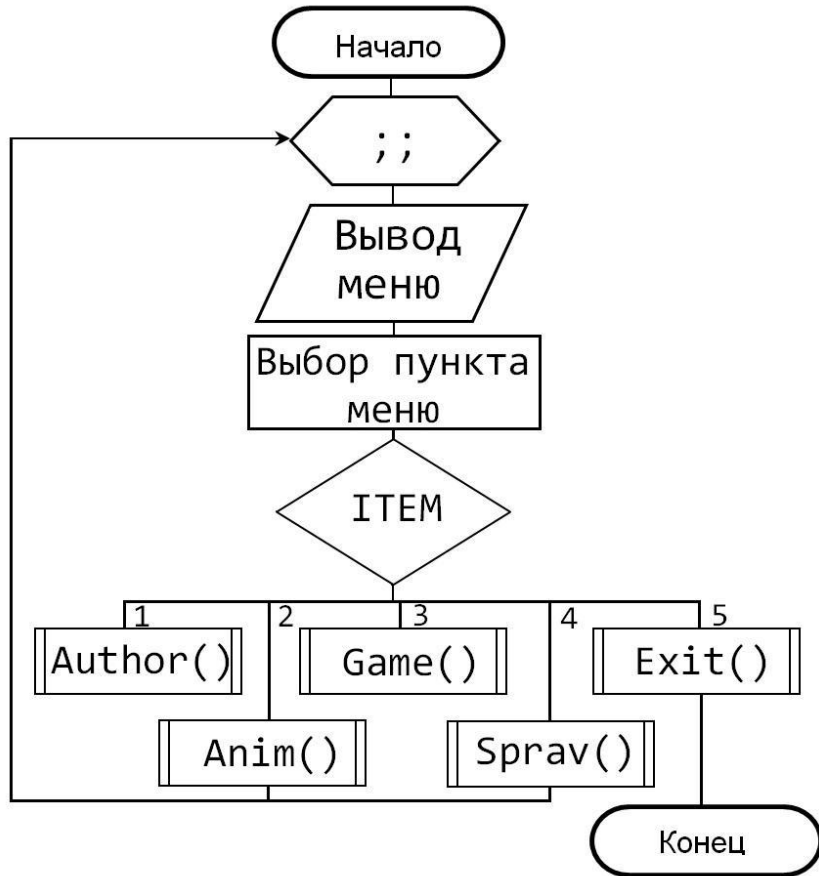 Начало
;;
Вывод
меню
Выбор пункта
меню
ITEM
1 2 3 4 5
Author() Game() Exit()
Anim() Sprav()
Конец